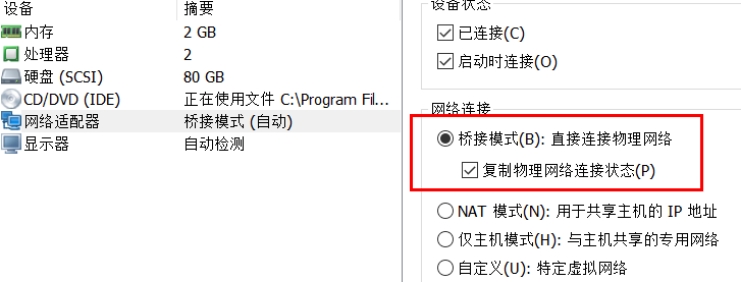 设备 摘要
内存 2 GB
处理器 2
硬盘 (SCSI) 80 GB
CD/DVD (IDE) 正在使用文件 C:\Program Fil...
网络适配器 桥接模式 (自动)
显示器 自动检测
设备状态
已连接(C)
启动时连接(O)
网络连接
桥接模式(B): 直接连接物理网络
复制物理网络连接状态(P)
NAT 模式(N): 用于共享主机的 IP 地址
仅主机模式(H): 与主机共享的专用网络
自定义(U): 特定虚拟网络